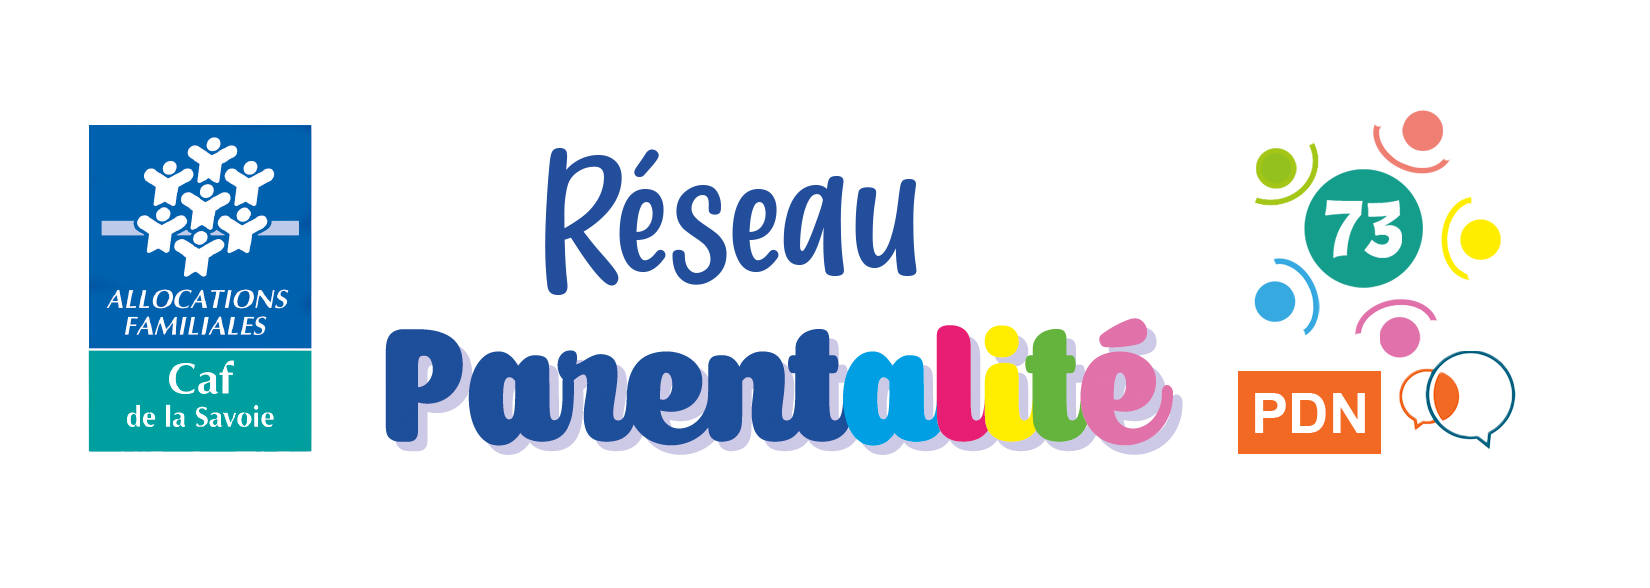 ALLOCATIONS
FAMILIALES
Caf
de la Savoie
Réseau
Parentalité
73
PDN